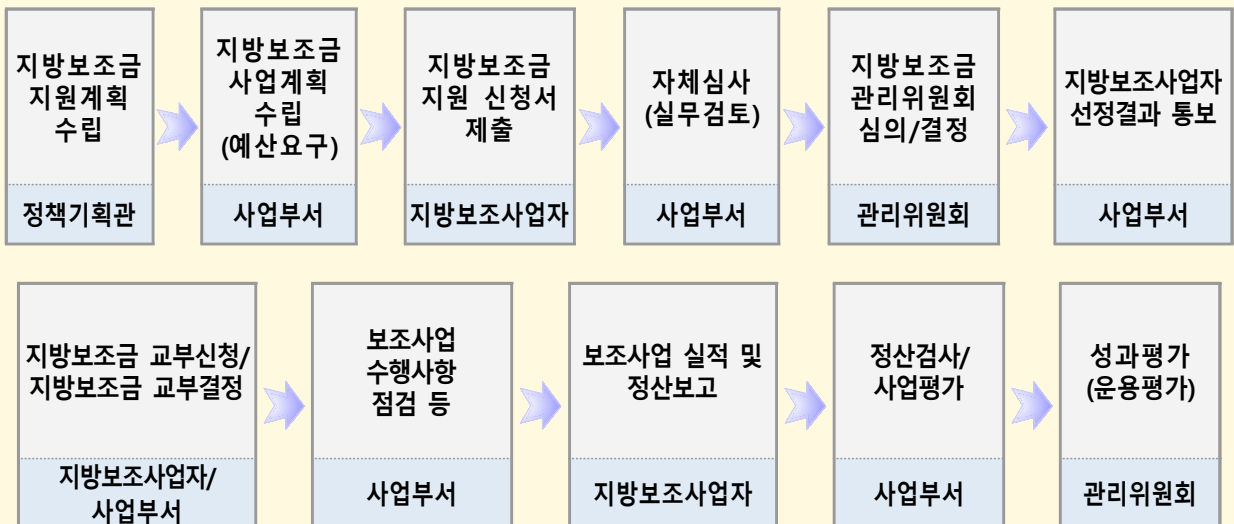 지방보조금
지원계획
수립
정책기획관
지방보조금
사업계획
수립
(예산요구)
사업부서
지방보조금
지원 신청서
제출
지방보조사업자
자체심사
(실무검토)
사업부서
지방보조금
관리위원회
심의/결정
관리위원회
지방보조사업자
선정결과 통보
사업부서
지방보조금 교부신청/
지방보조금 교부결정
지방보조사업자/
사업부서
보조사업
수행사항
점검 등
사업부서
보조사업 실적 및
정산보고
지방보조사업자
정산검사/
사업평가
사업부서
성과평가
(운용평가)
관리위원회